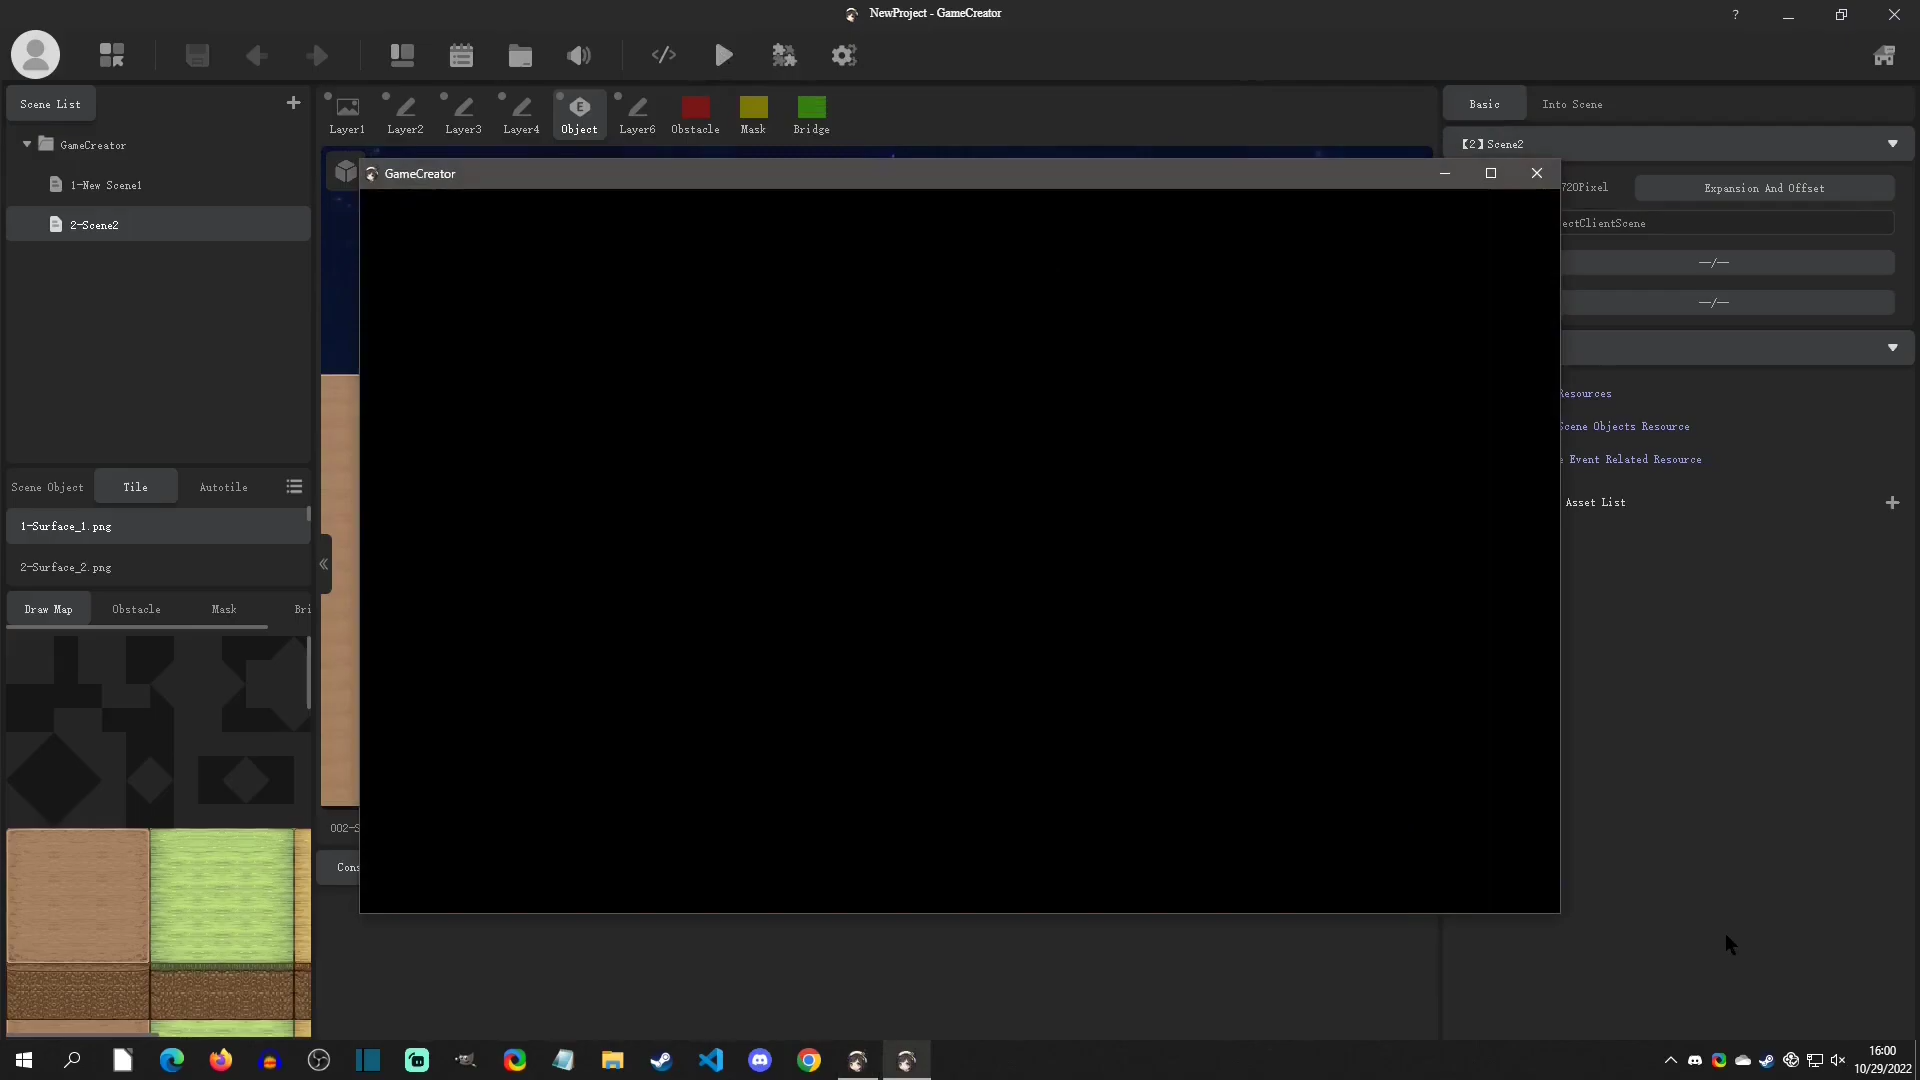 NewProject - GameCreator
?
Scene List
GameCreator
1-New Scene1
2-Scene2
Layer1
Layer2
Layer3
Layer4
Object
Layer6
Obstacle
Mask
Bridge
GameCreator
Basic
Into Scene
【2】Scene2
720Pixel
Expansion And Offset
ectClientScene
—/—
—/—
Resources
Scene Objects Resource
e Event Related Resource
Asset List
Scene Object
Tile
Autotile
1-Surface_1.png
2-Surface_2.png
Draw Map
Obstacle
Mask
Bri
002-S
Cons
16:00
10/29/2022